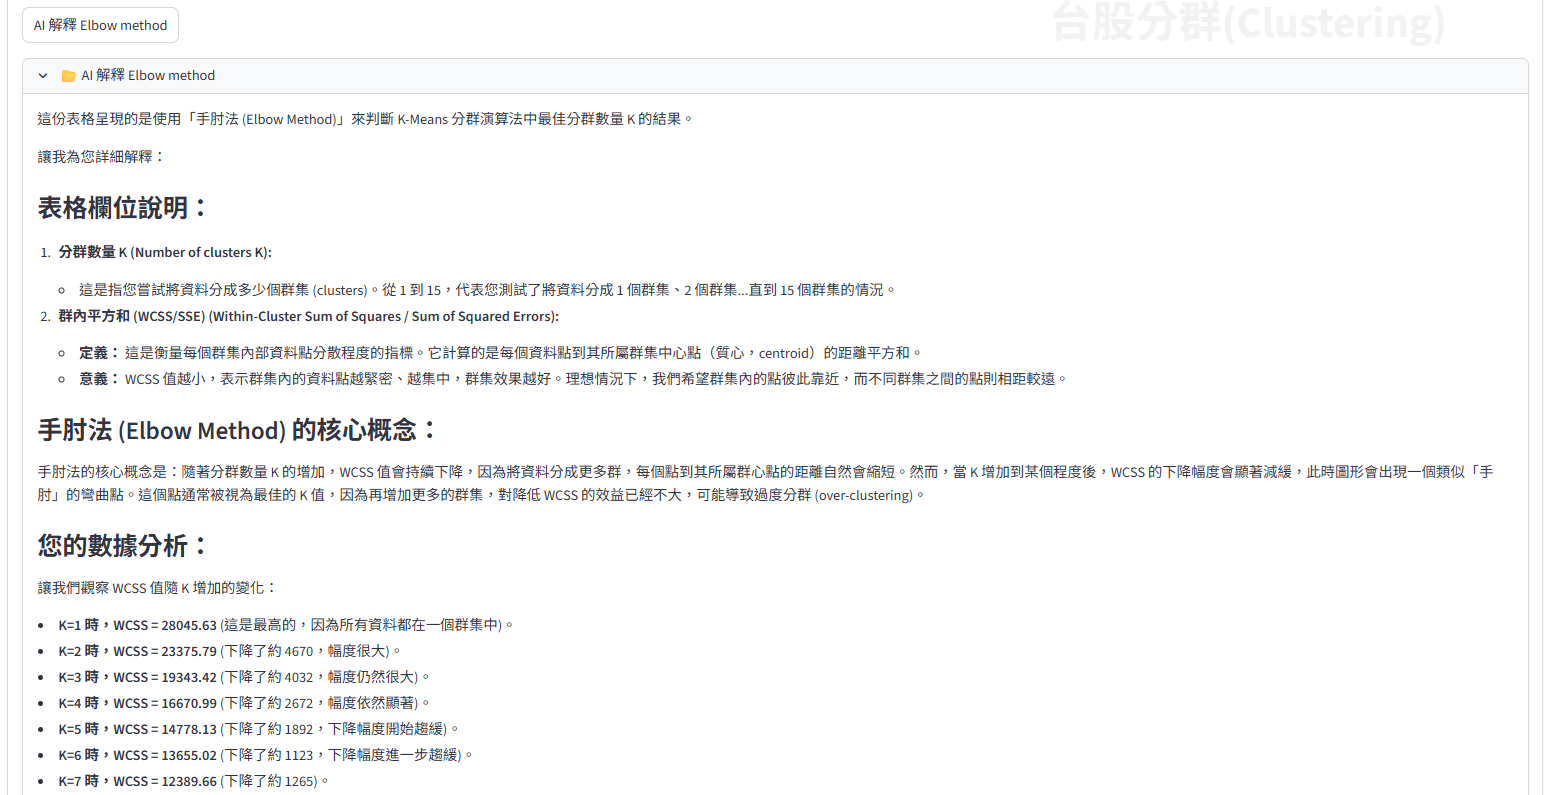 台股分群(Clustering)
AI 解釋 Elbow method
AI 解釋 Elbow method
這份表格呈現的是使用「手肘法 (Elbow Method)」來判斷 K-Means 分群演算法中最佳分群數量 K 的結果。
讓我為您詳細解釋：
表格欄位說明：
1. 分群數量 K (Number of clusters K):
這是指您嘗試將資料分成多少個群集 (clusters)。從 1 到 15，代表您測試了將資料分成 1 個群集、2 個群集...直到 15 個群集的情況。
2. 群內平方和 (WCSS/SSE) (Within-Cluster Sum of Squares / Sum of Squared Errors):
定義： 這是衡量每個群集內部資料點分散程度的指標。它計算的是每個資料點到其所屬群集中心點（質心，centroid）的距離平方和。
意義： WCSS 值越小，表示群集內的資料點越緊密、越集中，群集效果越好。理想情況下，我們希望群集內的點彼此靠近，而不同群集之間的點則相距較遠。
手肘法 (Elbow Method) 的核心概念：
手肘法的核心概念是：隨著分群數量 K 的增加，WCSS 值會持續下降，因為將資料分成更多群，每個點到其所屬群心點的距離自然會縮短。然而，當 K 增加到某個程度後，WCSS 的下降幅度會顯著減緩，此時圖形會出現一個類似「手
肘」的彎曲點。這個點通常被視為最佳的 K 值，因為再增加更多的群集，對降低 WCSS 的效益已經不大，可能導致過度分群 (over-clustering)。
您的數據分析：
讓我們觀察 WCSS 值隨 K 增加的變化：
K=1 時，WCSS = 28045.63 (這是最高的，因為所有資料都在一個群集中)。
K=2 時，WCSS = 23375.79 (下降了約 4670，幅度很大)。
K=3 時，WCSS = 19343.42 (下降了約 4032，幅度仍然很大)。
K=4 時，WCSS = 16670.99 (下降了約 2672，幅度依然顯著)。
K=5 時，WCSS = 14778.13 (下降了約 1892，下降幅度開始趨緩)。
K=6 時，WCSS = 13655.02 (下降了約 1123，下降幅度進一步趨緩)。
K=7 時，WCSS = 12389.66 (下降了約 1265)。